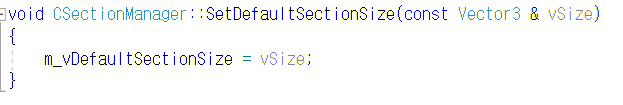 void CSectionManager::SetDefaultSectionSize(const Vector3 & vSize)
{
    m_vDefaultSectionSize = vSize;
}